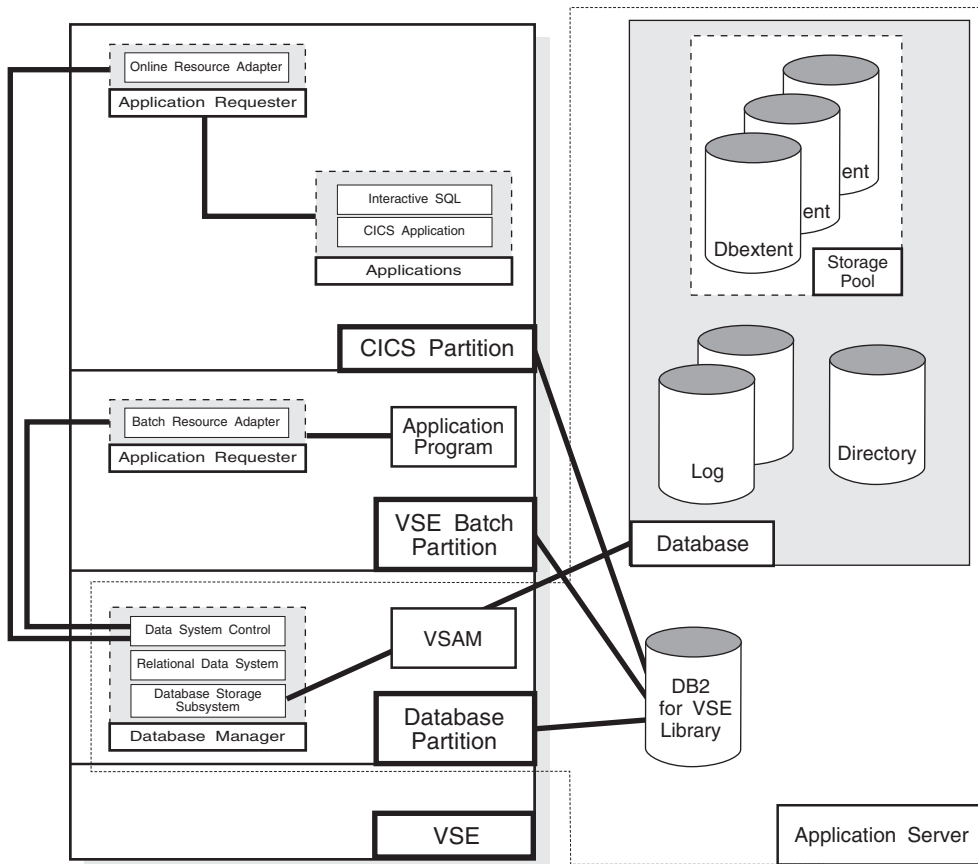 Online Resource Adapter
Application Requester
Interactive SQL
CICS Application
Applications
CICS Partition
Batch Resource Adapter
Application Requester
Application
Program
VSE Batch
Partition
Data System Control
Relational Data System
Database Storage
Subsystem
Database Manager
VSAM
Database
Partition
VSE
ent
ent
Dbextent
Storage
Pool
Log
Directory
Database
DB2
for VSE
Library
Application Server